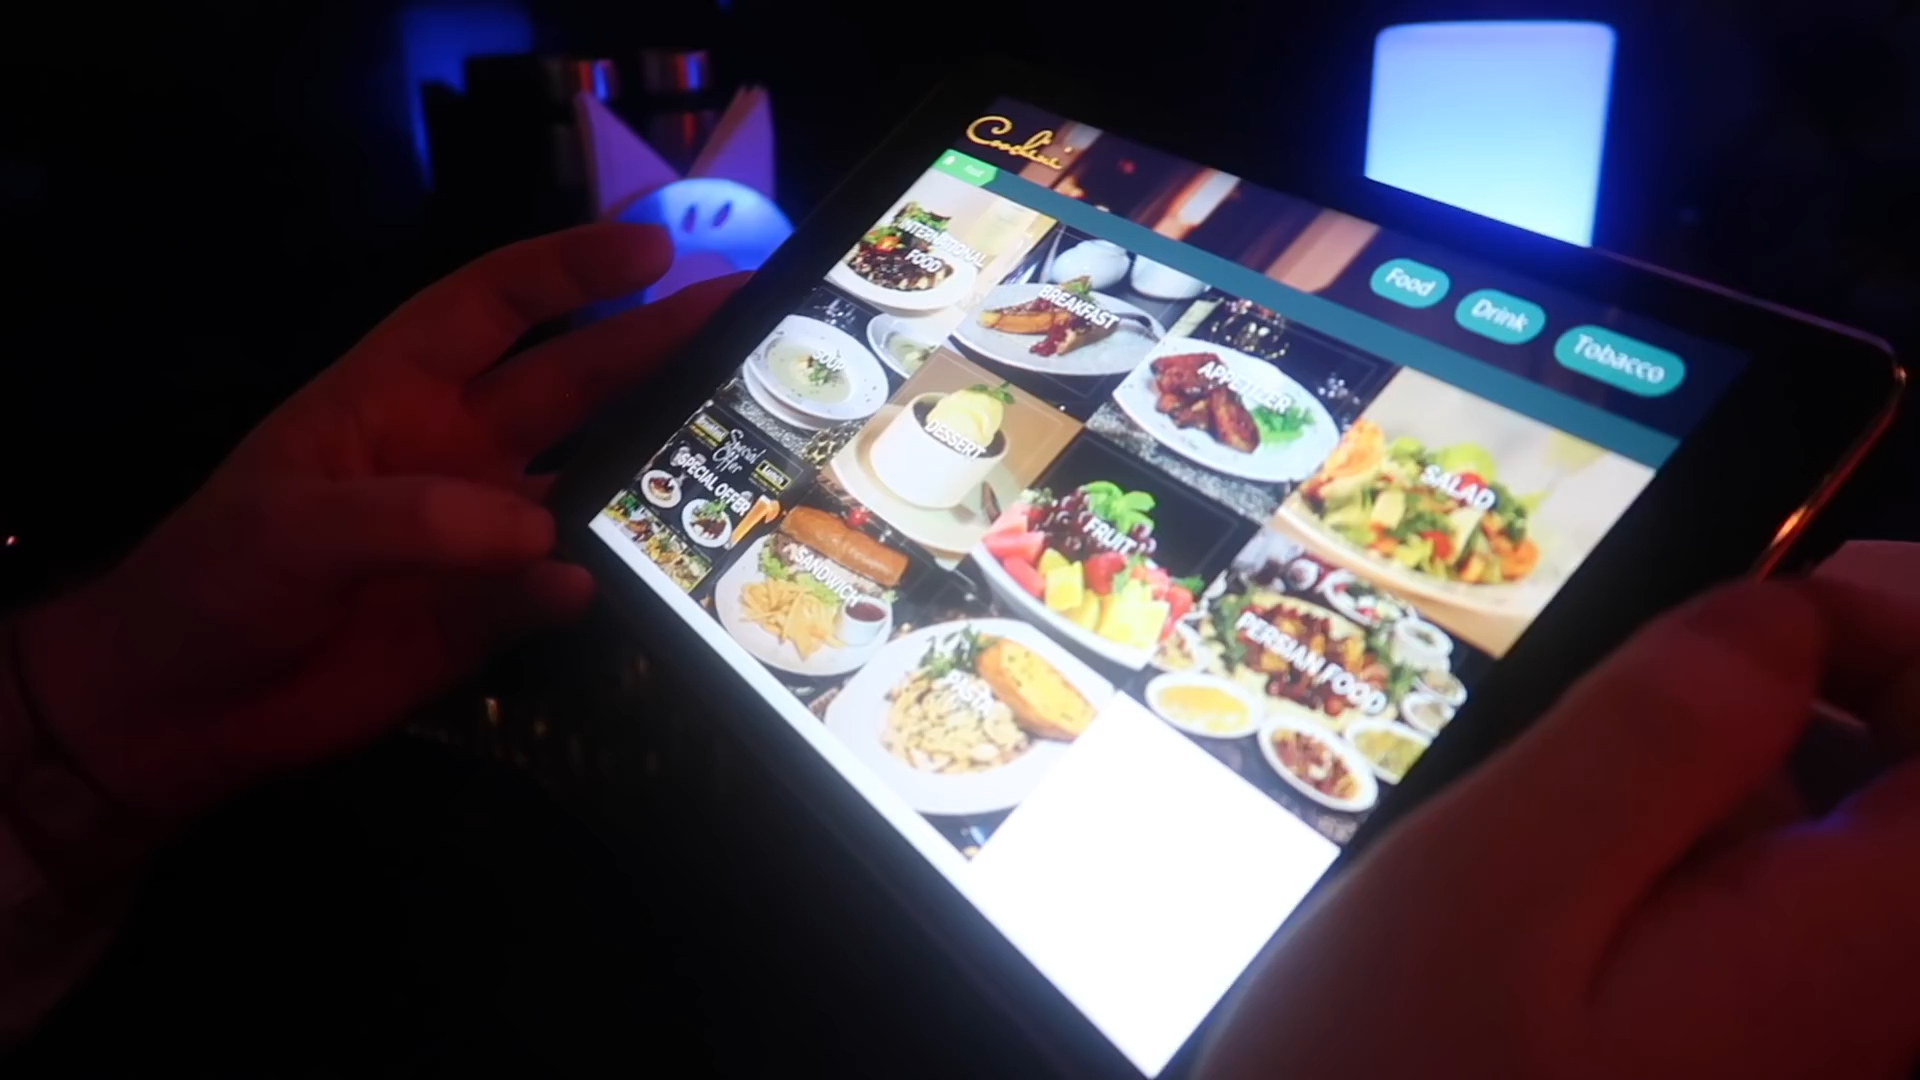 Food
Drink
Tobacco
INTERNATIONAL
FOOD
BREAKFAST
APPETIZER
SALAD
SOUP
DESSERT
FRUIT
PERSIAN FOOD
Special
Offer
SPECIAL OFFER
SANDWICH
PASTA